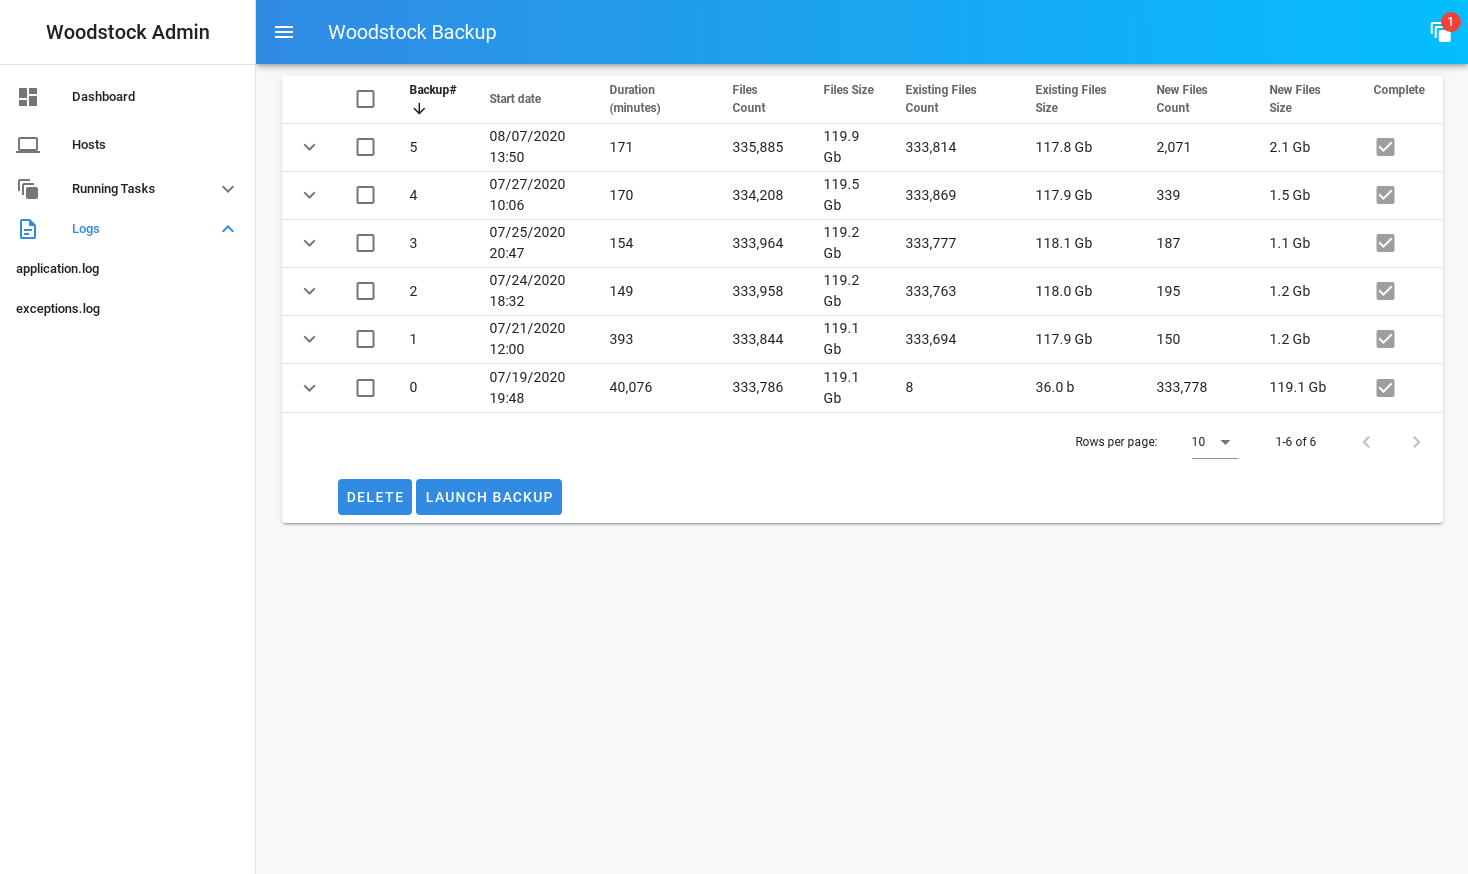 Woodstock Admin
Woodstock Backup
1
Dashboard
Hosts
Running Tasks
Logs
application.log
exceptions.log
Backup# Start date Duration (minutes) Files Count Files Size Existing Files Count Existing Files Size New Files Count New Files Size Complete
5 08/07/2020 13:50 171 335,885 119.9 Gb 333,814 117.8 Gb 2,071 2.1 Gb
4 07/27/2020 10:06 170 334,208 119.5 Gb 333,869 117.9 Gb 339 1.5 Gb
3 07/25/2020 20:47 154 333,964 119.2 Gb 333,777 118.1 Gb 187 1.1 Gb
2 07/24/2020 18:32 149 333,958 119.2 Gb 333,763 118.0 Gb 195 1.2 Gb
1 07/21/2020 12:00 393 333,844 119.1 Gb 333,694 117.9 Gb 150 1.2 Gb
0 07/19/2020 19:48 40,076 333,786 119.1 Gb 8 36.0 b 333,778 119.1 Gb
Rows per page: 10 1-6 of 6
DELETE LAUNCH BACKUP